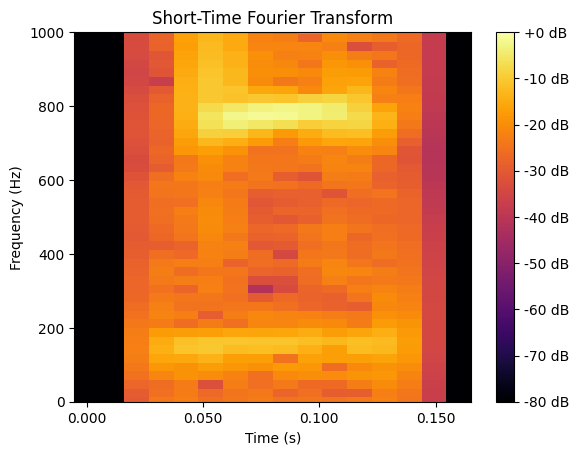 Short-Time Fourier Transform
1000
800
600
400
200
0
Frequency (Hz)
0.000
0.050
0.100
0.150
Time (s)
+0 dB
-10 dB
-20 dB
-30 dB
-40 dB
-50 dB
-60 dB
-70 dB
-80 dB